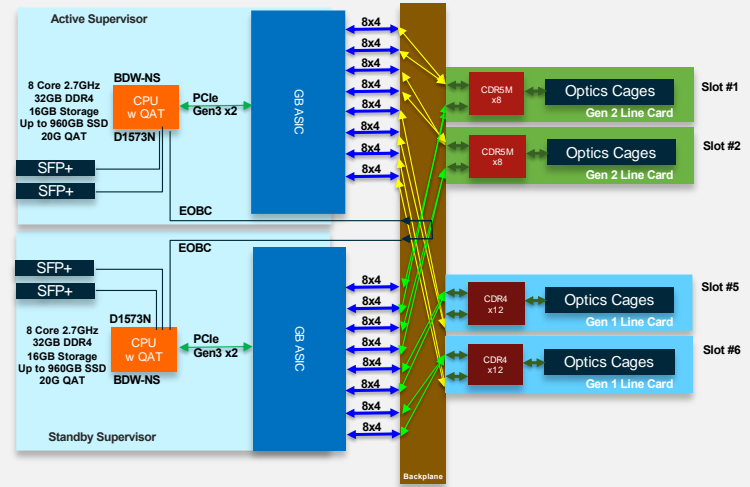 Active Supervisor
8 Core 2.7GHz
32GB DDR4
16GB Storage
Up to 960GB SSD
20G QAT
BDW-NS
CPU
w QAT
D1573N
PCIe
Gen3 x2
GB ASIC
SFP+
SFP+
EOBC
8x4
8x4
8x4
8x4
8x4
8x4
8x4
8x4
CDR5M
x8
Optics Cages
Gen 2 Line Card
Slot #1
CDR5M
x8
Optics Cages
Gen 2 Line Card
Slot #2
EOBC
SFP+
SFP+
D1573N
8 Core 2.7GHz
32GB DDR4
16GB Storage
Up to 960GB SSD
20G QAT
CPU
w QAT
BDW-NS
PCIe
Gen3 x2
GB ASIC
Standby Supervisor
8x4
8x4
8x4
8x4
8x4
8x4
8x4
8x4
CDR4
x12
Optics Cages
Gen 1 Line Card
Slot #5
CDR4
x12
Optics Cages
Gen 1 Line Card
Slot #6
Backplane